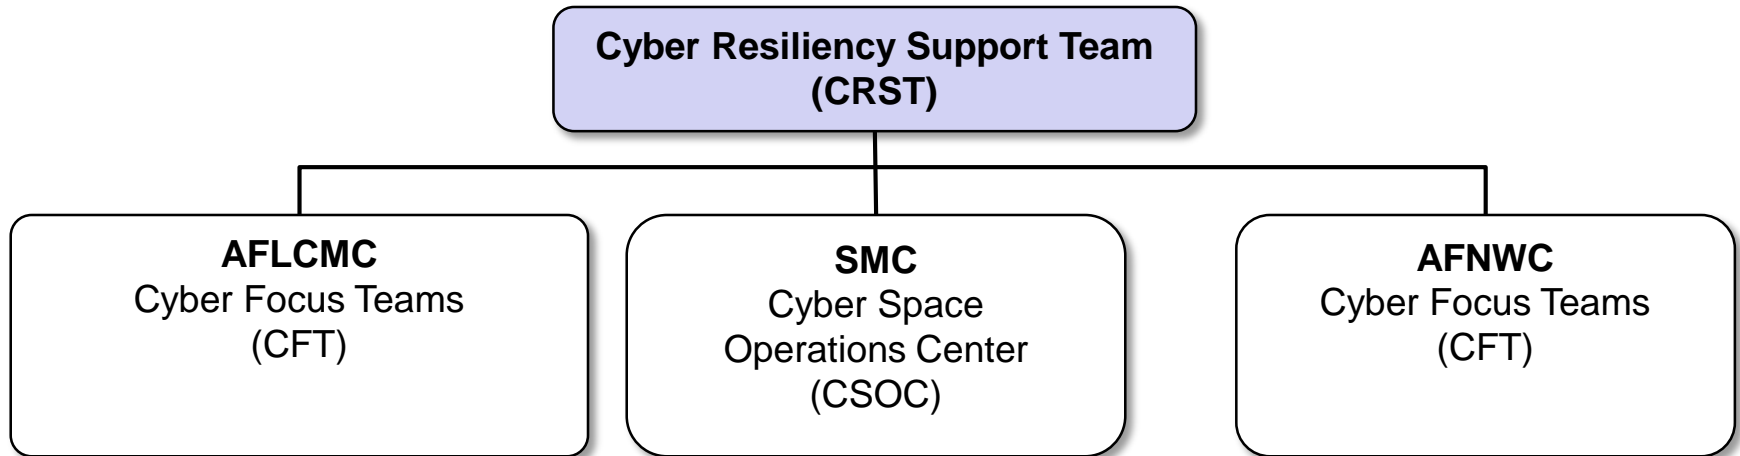 Cyber Resiliency Support Team
(CRST)
AFLCMC
Cyber Focus Teams
(CFT)
SMC
Cyber Space
Operations Center
(CSOC)
AFNWC
Cyber Focus Teams
(CFT)